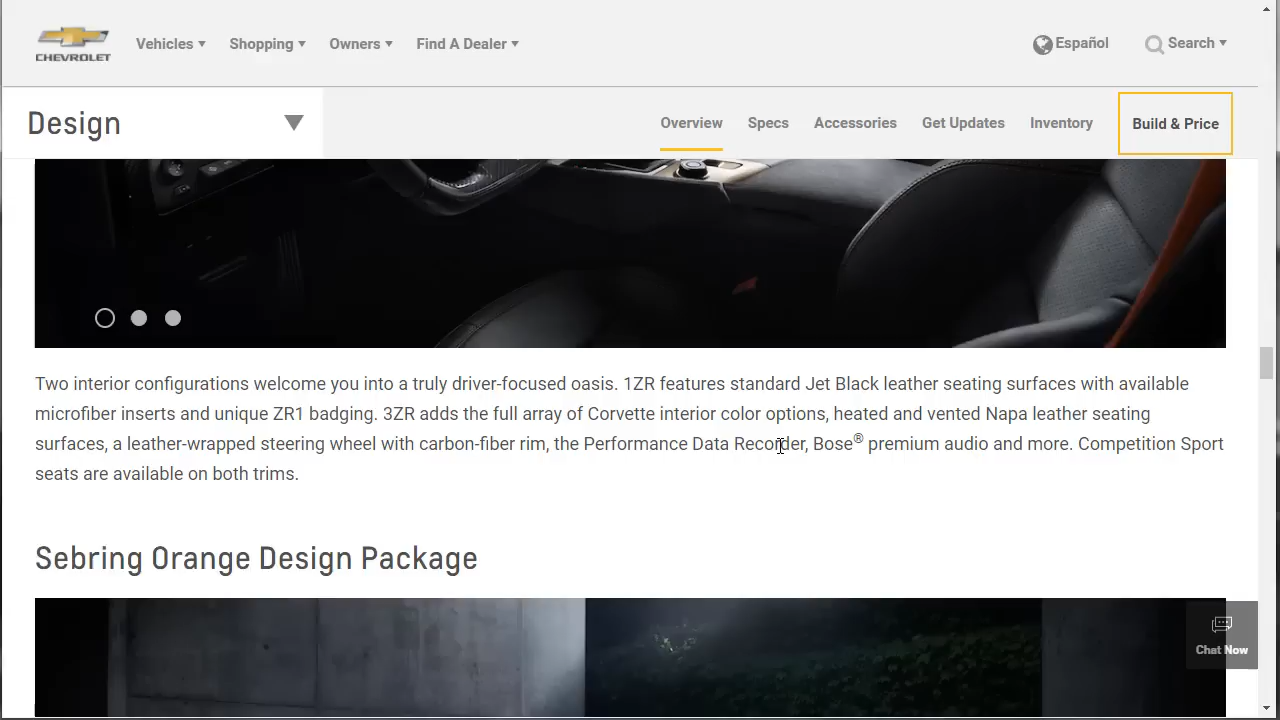 CHEVROLET
Vehicles
Shopping
Owners
Find A Dealer
Español
Search
Design
Overview
Specs
Accessories
Get Updates
Inventory
Build & Price
Two interior configurations welcome you into a truly driver-focused oasis. 1ZR features standard Jet Black leather seating surfaces with available
microfiber inserts and unique ZR1 badging. 3ZR adds the full array of Corvette interior color options, heated and vented Napa leather seating
surfaces, a leather-wrapped steering wheel with carbon-fiber rim, the Performance Data Recorder, Bose® premium audio and more. Competition Sport
seats are available on both trims.
Sebring Orange Design Package
Chat Now